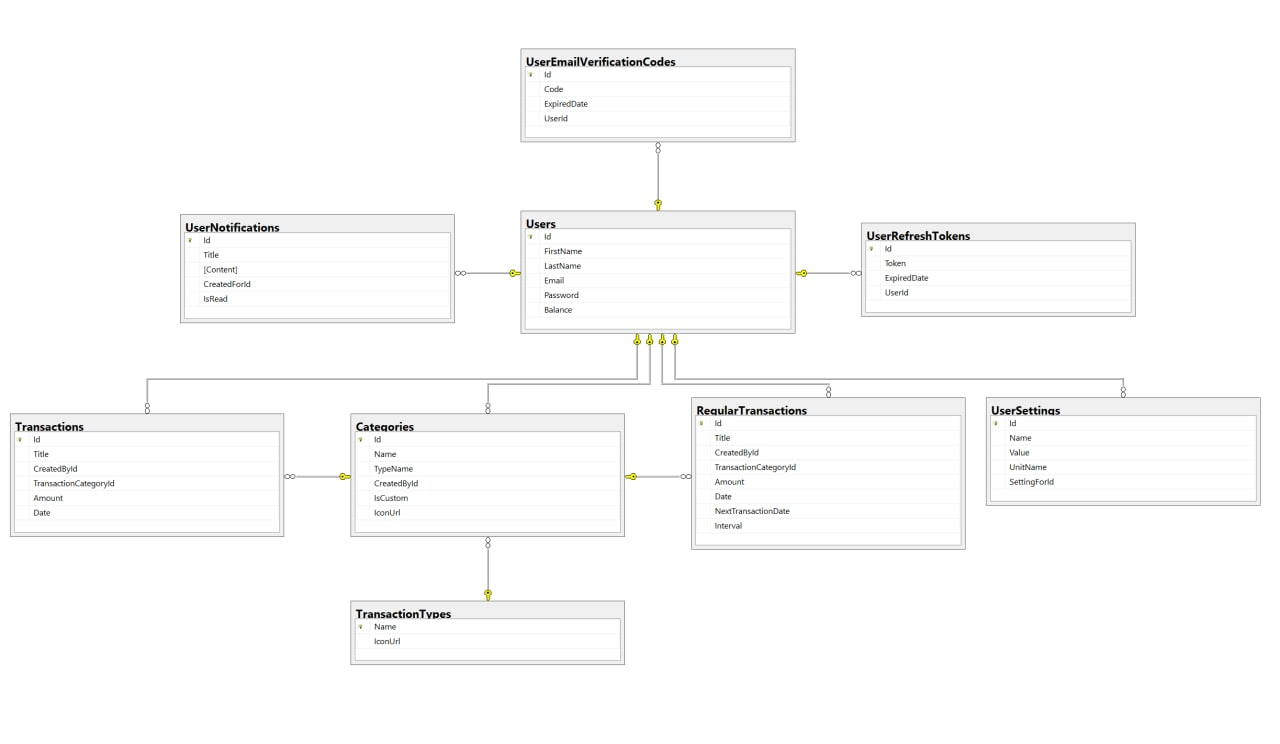 UserEmailVerificationCodes
Id
Code
ExpiredDate
UserId
UserNotifications
Id
Title
[Content]
CreatedForId
IsRead
Users
Id
FirstName
LastName
Email
Password
Balance
UserRefreshTokens
Id
Token
ExpiredDate
UserId
Transactions
Id
Title
CreatedById
TransactionCategoryId
Amount
Date
Categories
Id
Name
TypeName
CreatedById
IsCustom
IconUrl
RegularTransactions
Id
Title
CreatedById
TransactionCategoryId
Amount
Date
NextTransactionDate
Interval
UserSettings
Id
Name
Value
UnitName
SettingForId
TransactionTypes
Name
IconUrl